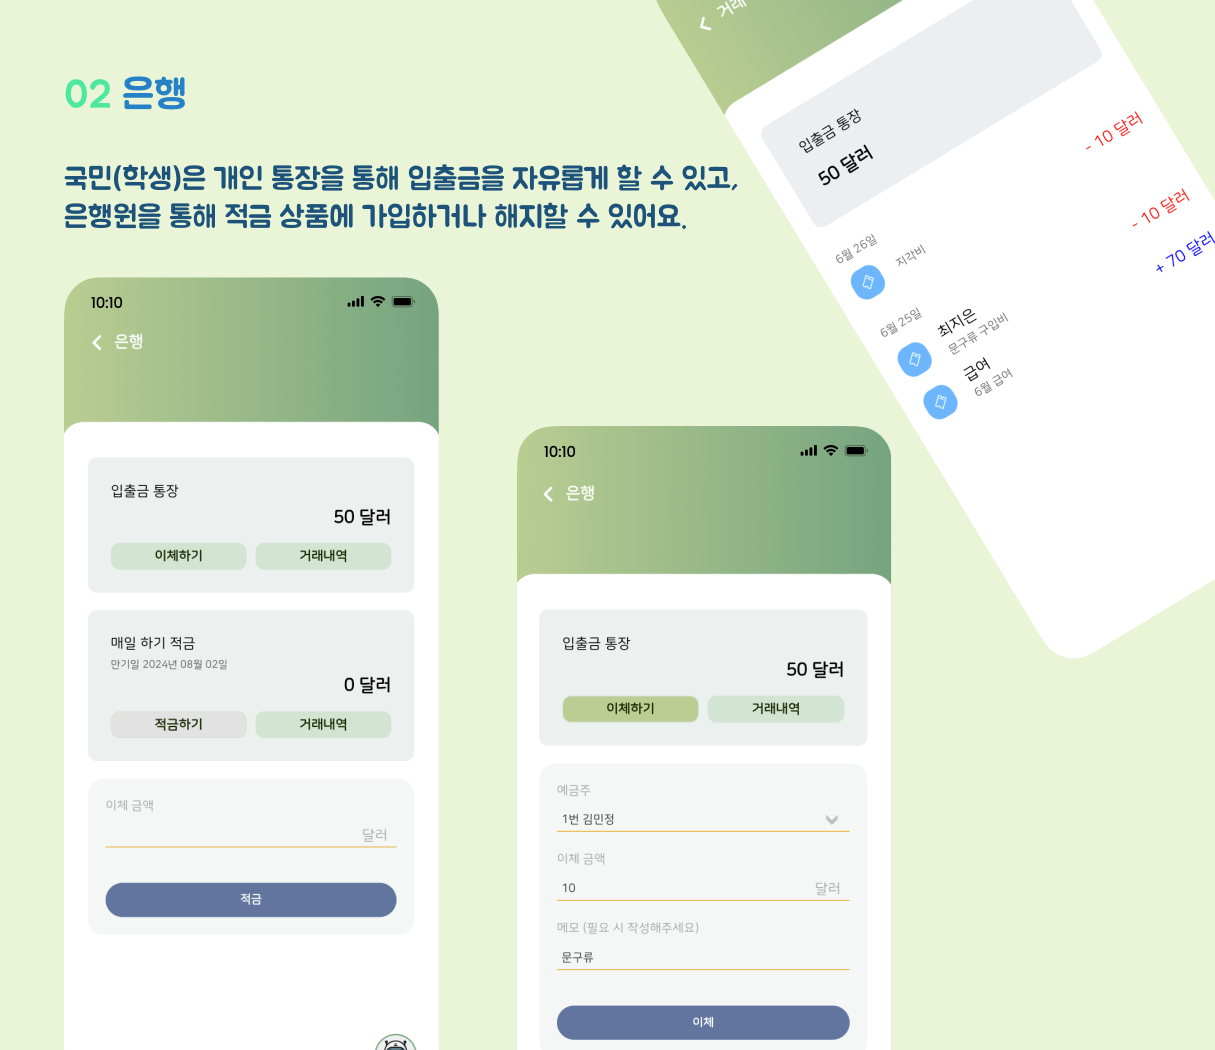 02 은행
국민(학생)은 개인 통장을 통해 입출금을 자유롭게 할 수 있고,
은행원을 통해 적금 상품에 가입하거나 해지할 수 있어요.
10:10
은행
입출금 통장
50 달러
이체하기
거래내역
매일 하기 적금
만기일 2024년 08월 02일
0 달러
적금하기
거래내역
이체 금액
달러
적금
10:10
은행
입출금 통장
50 달러
이체하기
거래내역
예금주
1번 김민정
이체 금액
10
달러
메모 (필요 시 작성해주세요)
문구류
이체
거래
입출금 통장
50 달러
6월 26일
지각비
- 10 달러
6월 25일
최지은
문구류 구입비
- 10 달러
급여
6월 급여
+ 70 달러